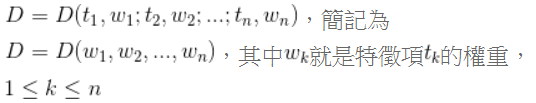 D = D(t₁, w₁; t₂, w₂; ...; tₙ, wₙ)，簡記為
D = D(w₁, w₂, ..., wₙ)，其中wₖ就是特徵項tₖ的權重，
1 ≤ k ≤ n